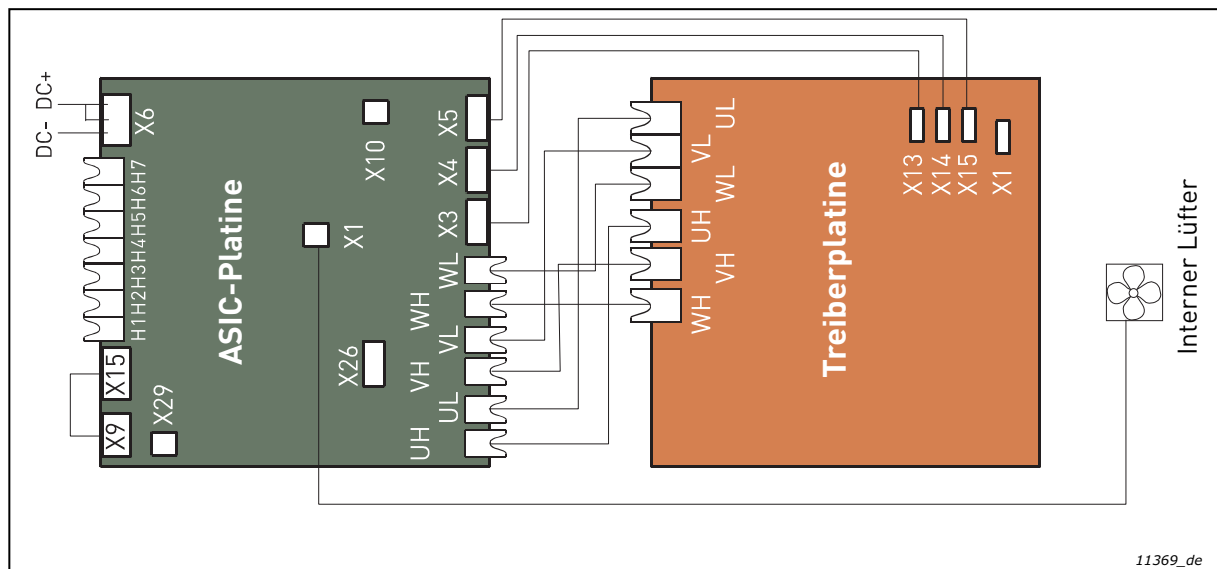 DC- DC+
X6
H1H2H3H4H5H6H7
X15
X9
X29
ASIC-Platine
X10
X1
X26
X5
X4
X3
WL
WH
VL
VH
UL
UH
UL
VL
WL
UH
VH
WH
Treiberplatine
X13
X14
X15
X1
Interner Lüfter
11369_de